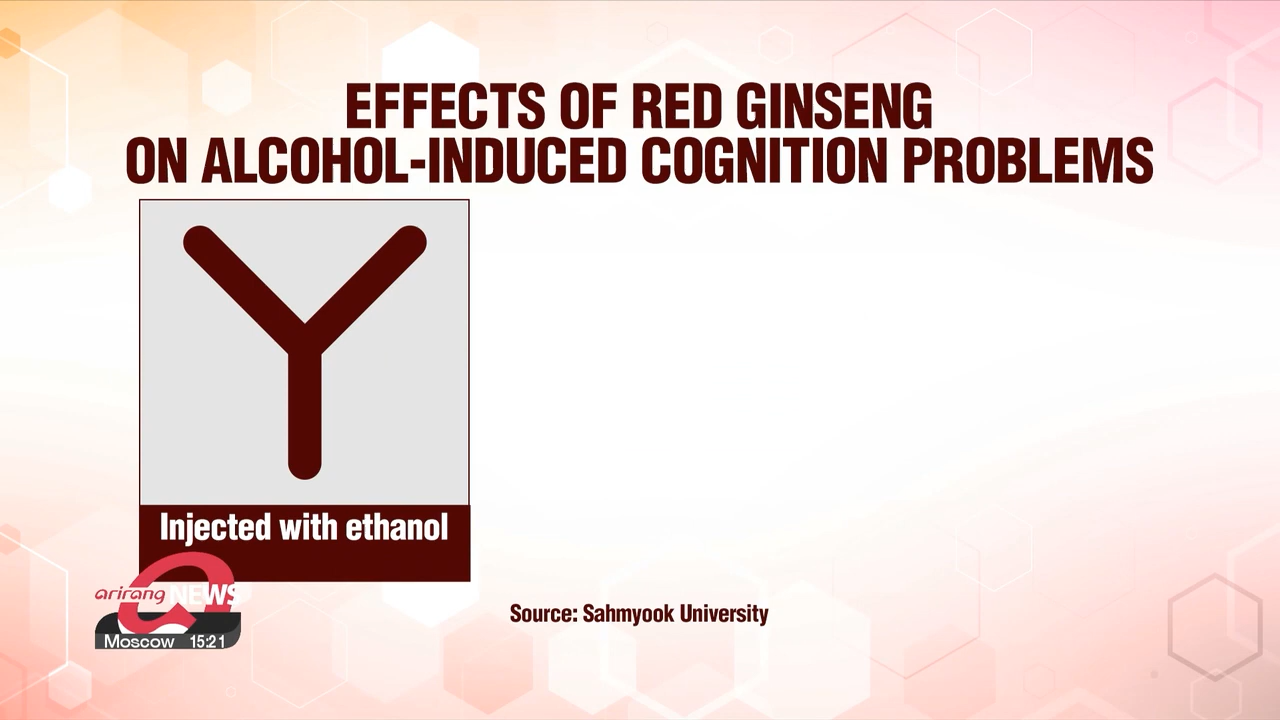 EFFECTS OF RED GINSENG
ON ALCOHOL-INDUCED COGNITION PROBLEMS
Injected with ethanol
arirang NEWS
Moscow 15:21
Source: Sahmyook University